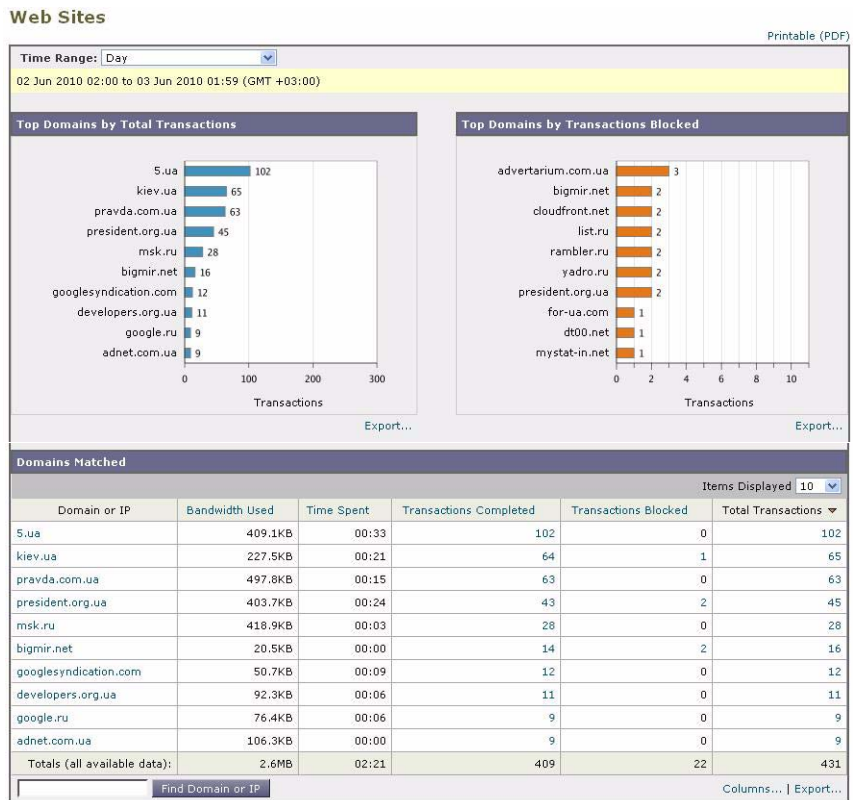 Web Sites
Printable (PDF)
Time Range: Day
02 Jun 2010 02:00 to 03 Jun 2010 01:59 (GMT +03:00)
Top Domains by Total Transactions
5.ua 102
kiev.ua 65
pravda.com.ua 63
president.org.ua 45
msk.ru 28
bigmir.net 16
googlesyndication.com 12
developers.org.ua 11
google.ru 9
adnet.com.ua 9
0 100 200 300
Transactions
Export...
Top Domains by Transactions Blocked
advertarium.com.ua 3
bigmir.net 2
cloudfront.net 2
list.ru 2
rambler.ru 2
yadro.ru 2
president.org.ua 2
for-ua.com 1
dt00.net 1
mystat-in.net 1
0 2 4 6 8 10
Transactions
Export...
Domains Matched
Items Displayed 10
Domain or IP Bandwidth Used Time Spent Transactions Completed Transactions Blocked Total Transactions
5.ua 409.1KB 00:33 102 0 102
kiev.ua 227.5KB 00:21 64 1 65
pravda.com.ua 497.8KB 00:15 63 0 63
president.org.ua 403.7KB 00:24 43 2 45
msk.ru 418.9KB 00:03 28 0 28
bigmir.net 20.5KB 00:00 14 2 16
googlesyndication.com 50.7KB 00:09 12 0 12
developers.org.ua 92.3KB 00:06 11 0 11
google.ru 76.4KB 00:06 9 0 9
adnet.com.ua 106.3KB 00:00 9 0 9
Totals (all available data): 2.6MB 02:21 409 22 431
Find Domain or IP
Columns... | Export...